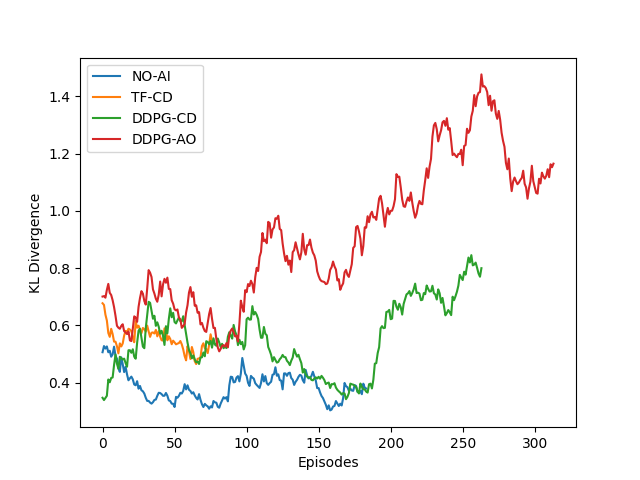 NO-AI
TF-CD
DDPG-CD
DDPG-AO
KL Divergence
1.4
1.2
1.0
0.8
0.6
0.4
0 50 100 150 200 250 300
Episodes